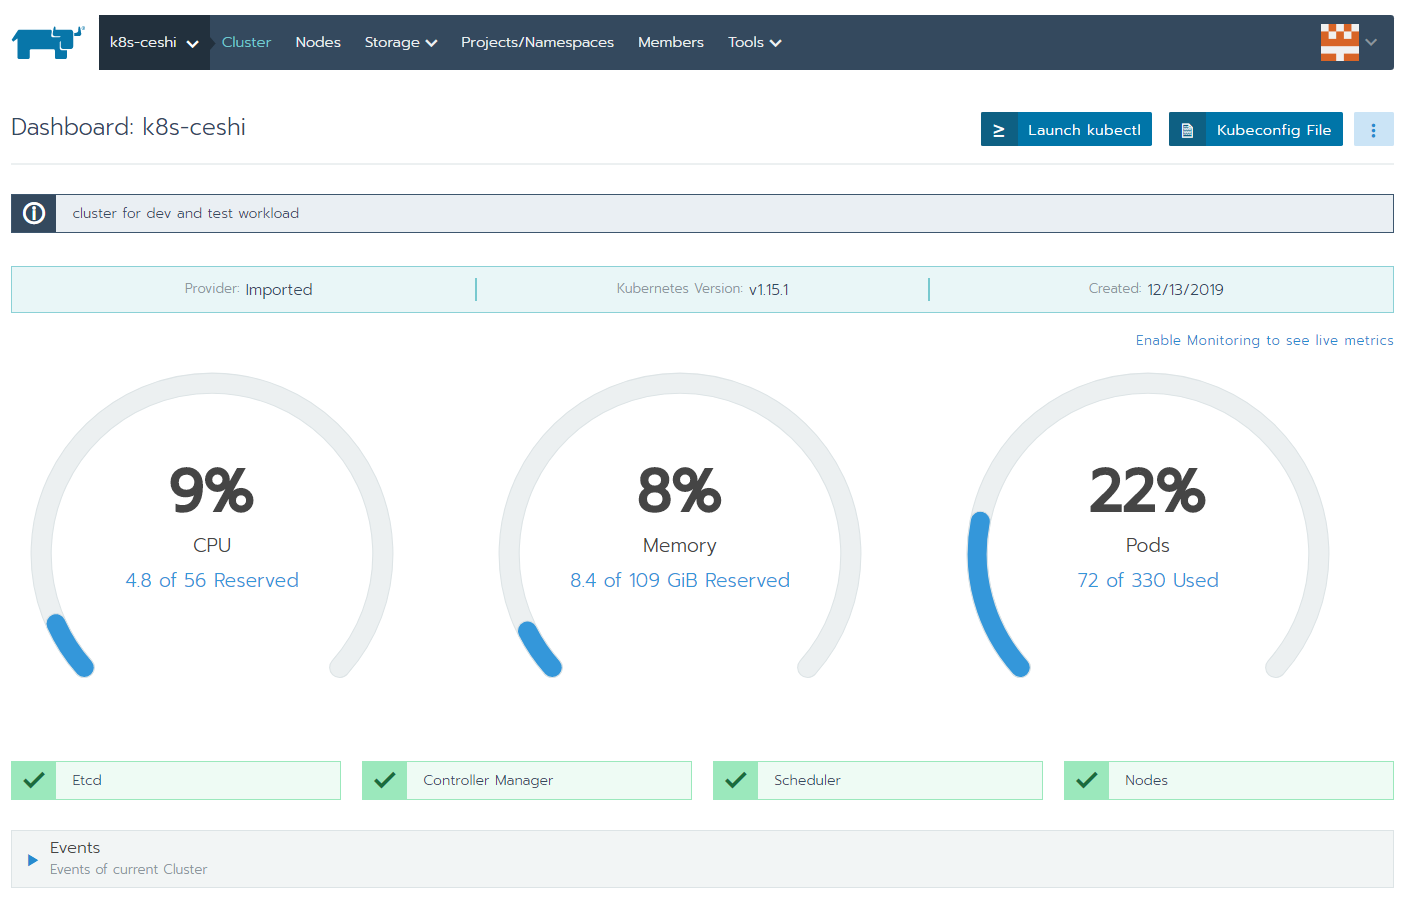 k8s-ceshi Cluster Nodes Storage Projects/Namespaces Members Tools
Dashboard: k8s-ceshi
Launch kubectl Kubeconfig File
cluster for dev and test workload
Provider: Imported Kubernetes Version: v1.15.1 Created: 12/13/2019
Enable Monitoring to see live metrics
9%
CPU
4.8 of 56 Reserved
8%
Memory
8.4 of 109 GiB Reserved
22%
Pods
72 of 330 Used
Etcd Controller Manager Scheduler Nodes
Events
Events of current Cluster